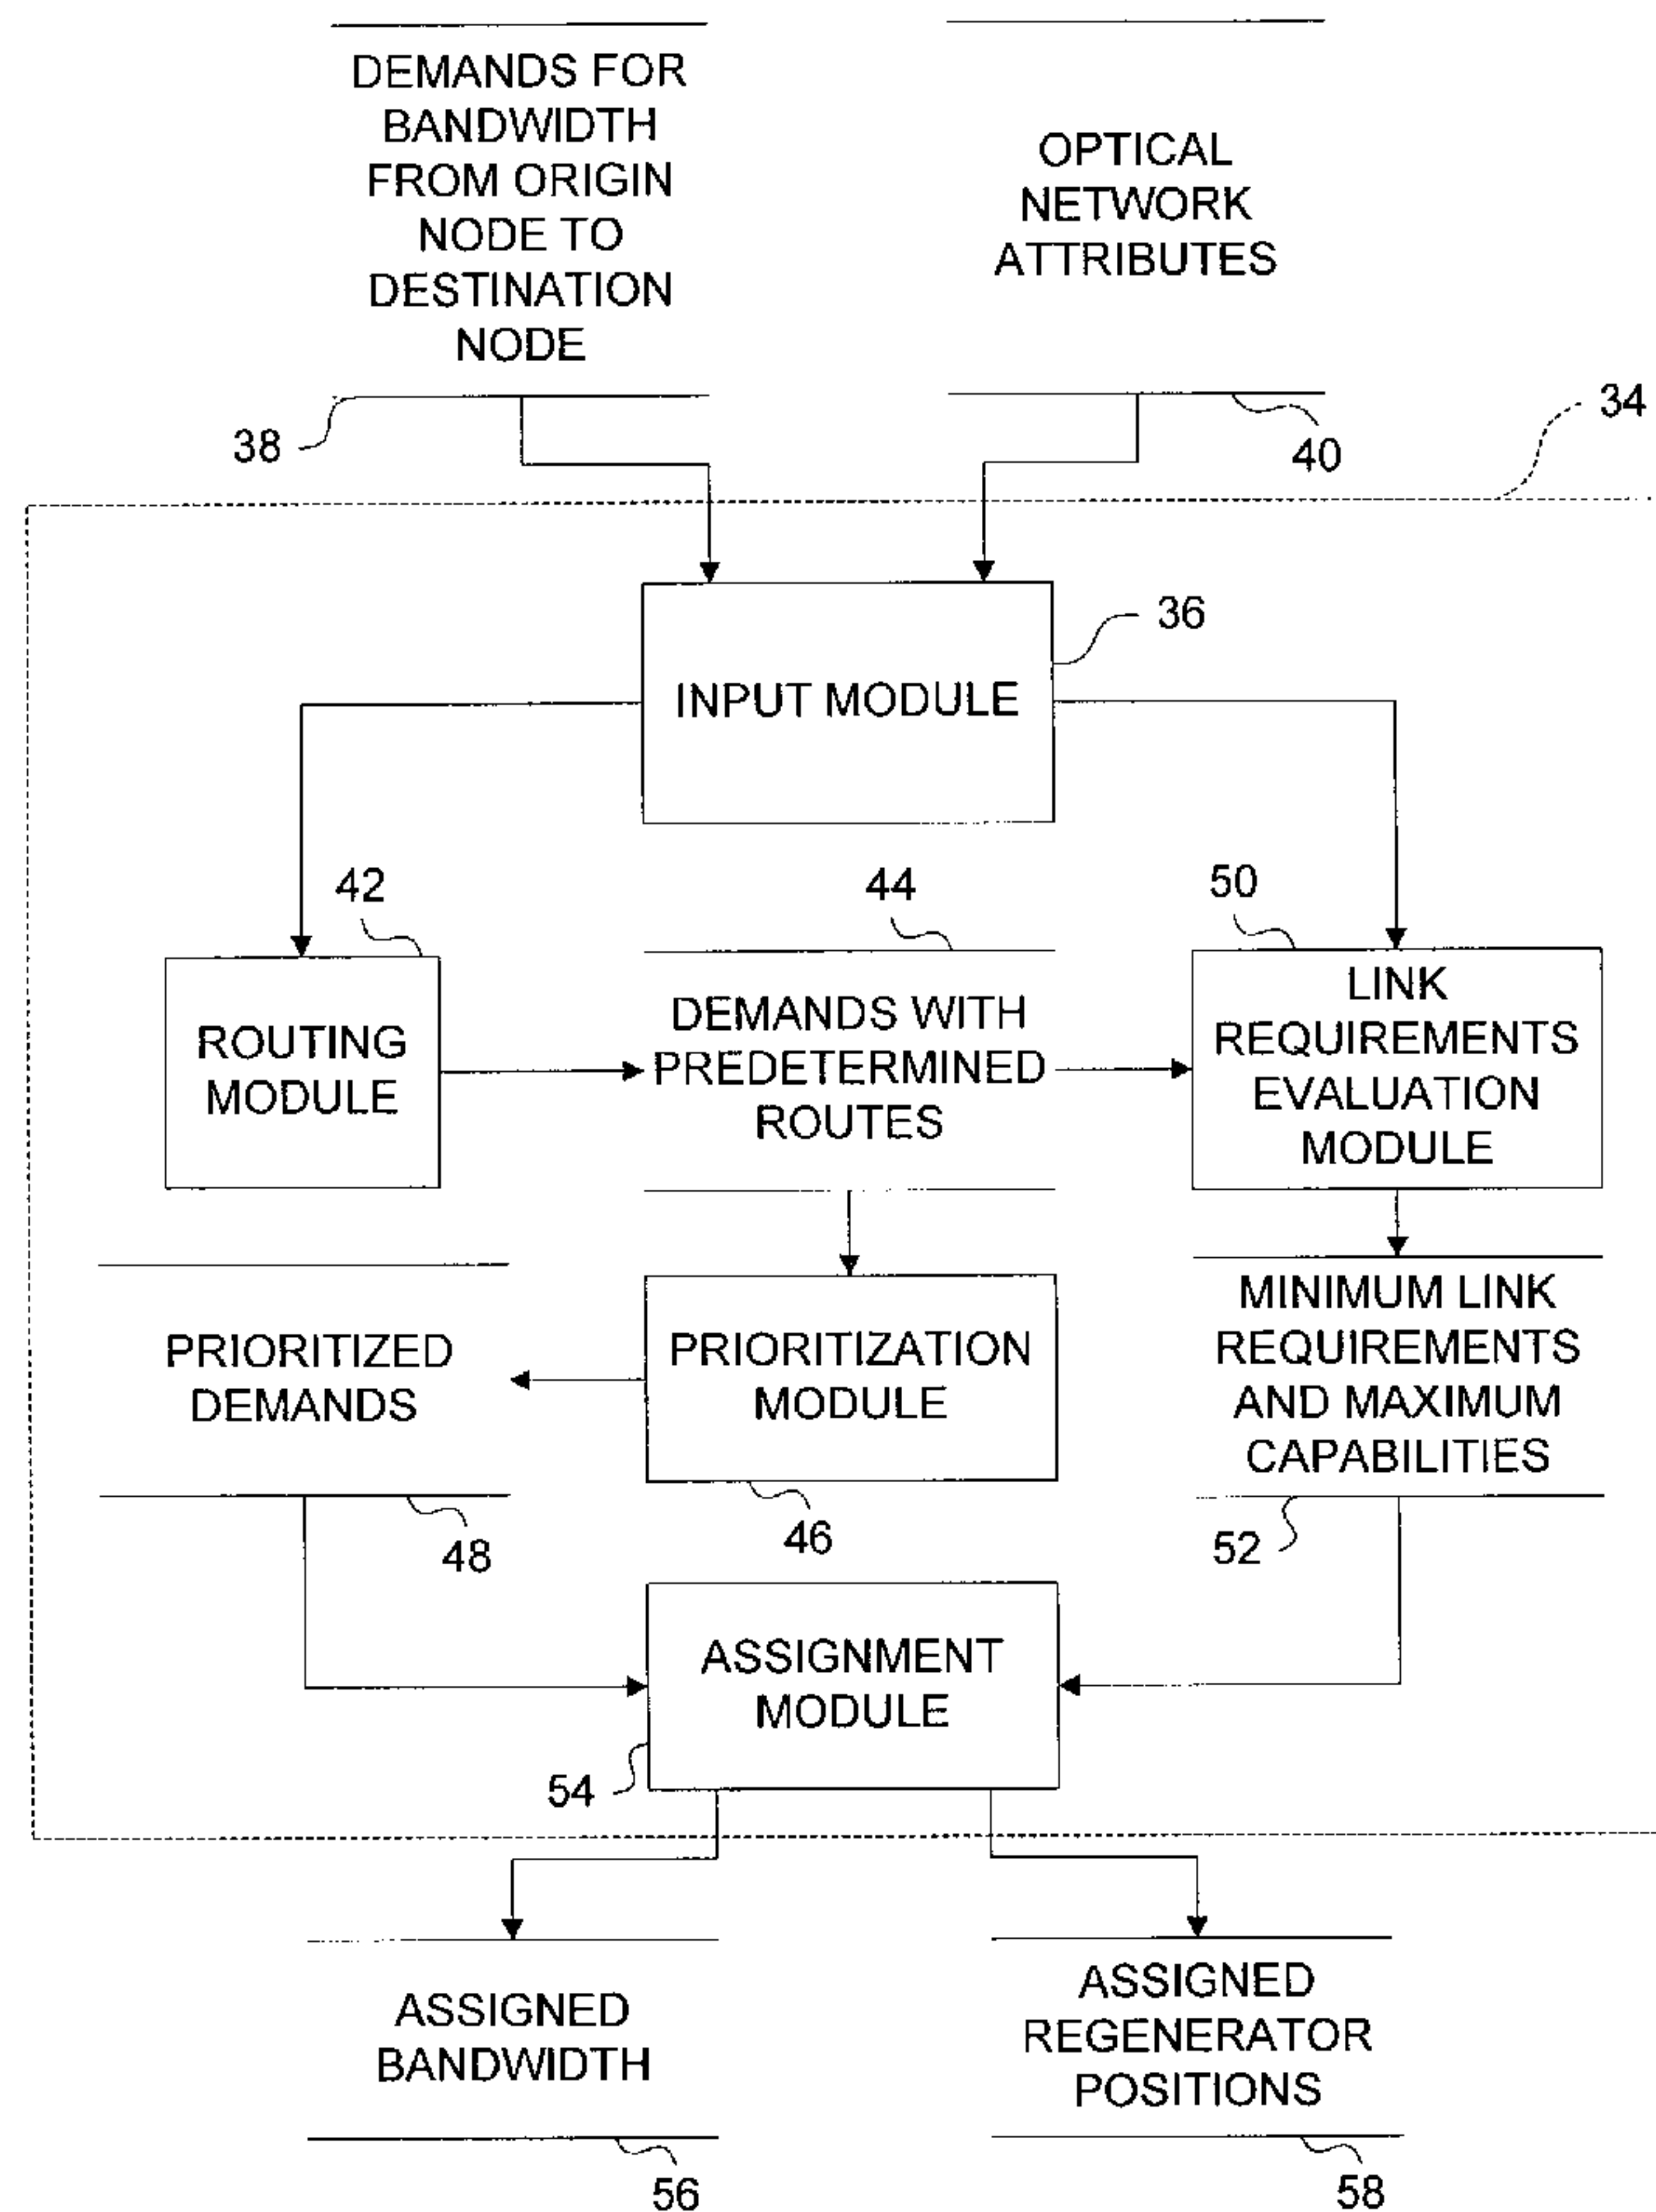 DEMANDS FOR
BANDWIDTH
FROM ORIGIN
NODE TO
DESTINATION
NODE
OPTICAL
NETWORK
ATTRIBUTES
38
40
34
36
INPUT MODULE
42
44
50
ROUTING
MODULE
DEMANDS WITH
PREDETERMINED
ROUTES
LINK
REQUIREMENTS
EVALUATION
MODULE
PRIORITIZED
DEMANDS
PRIORITIZATION
MODULE
MINIMUM LINK
REQUIREMENTS
AND MAXIMUM
CAPABILITIES
48
46
52
ASSIGNMENT
MODULE
54
ASSIGNED
BANDWIDTH
ASSIGNED
REGENERATOR
POSITIONS
56
58